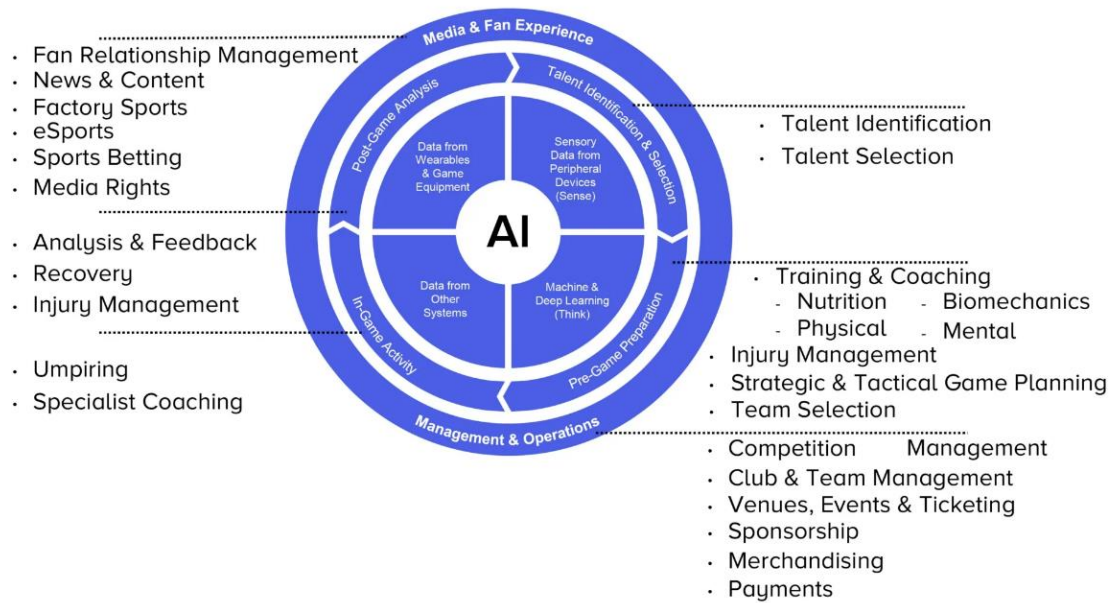 Media & Fan Experience
Post-Game Analysis
Talent Identification & Selection
Pre-Game Preparation
In-Game Activity
Management & Operations
Data from
Wearables
& Game
Equipment
Sensory
Data from
Peripheral
Devices
(Sense)
AI
Data from
Other
Systems
Machine &
Deep Learning
(Think)
· Fan Relationship Management
· News & Content
· Factory Sports
· eSports
· Sports Betting
· Media Rights
· Analysis & Feedback
· Recovery
· Injury Management
· Umpiring
· Specialist Coaching
· Talent Identification
· Talent Selection
· Training & Coaching
- Nutrition - Biomechanics
- Physical - Mental
· Injury Management
· Strategic & Tactical Game Planning
· Team Selection
· Competition Management
· Club & Team Management
· Venues, Events & Ticketing
· Sponsorship
· Merchandising
· Payments